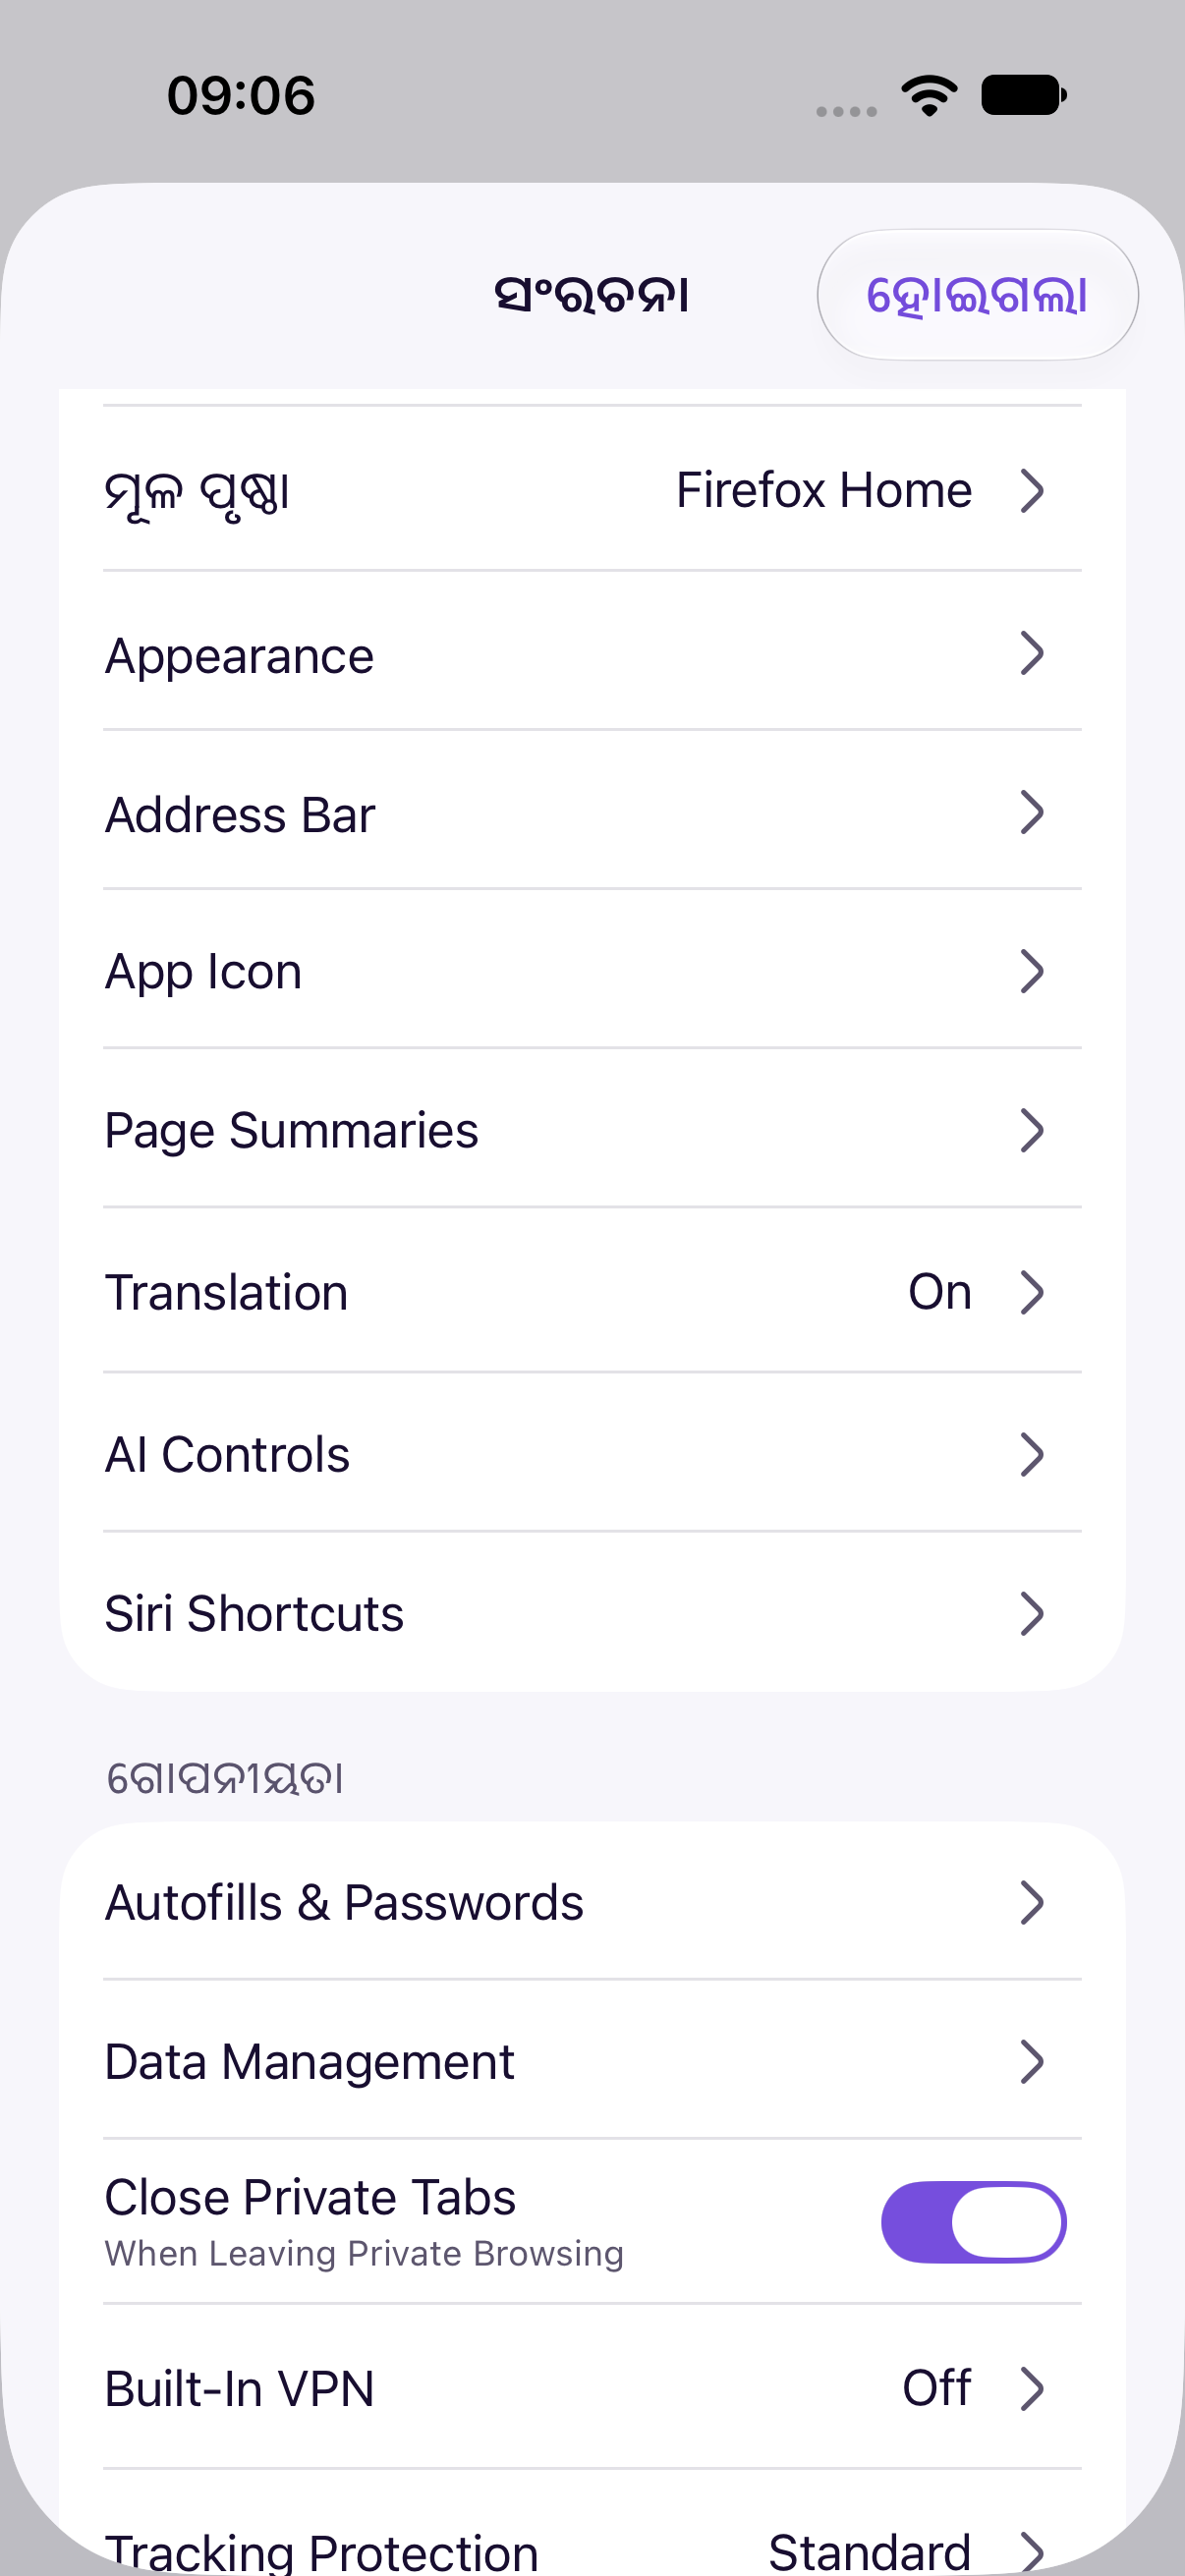 09:06
ସଂରଚନା
ହୋଇଗଲା
ମୂଳ ପୃଷ୍ଠା
Firefox Home
Appearance
Address Bar
App Icon
Page Summaries
Translation
On
AI Controls
Siri Shortcuts
ଗୋପନୀୟତା
Autofills & Passwords
Data Management
Close Private Tabs
When Leaving Private Browsing
Built-In VPN
Off
Tracking Protection
Standard